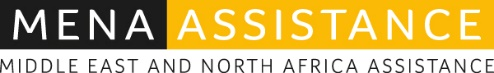 MENA ASSISTANCE
MIDDLE EAST AND NORTH AFRICA ASSISTANCE